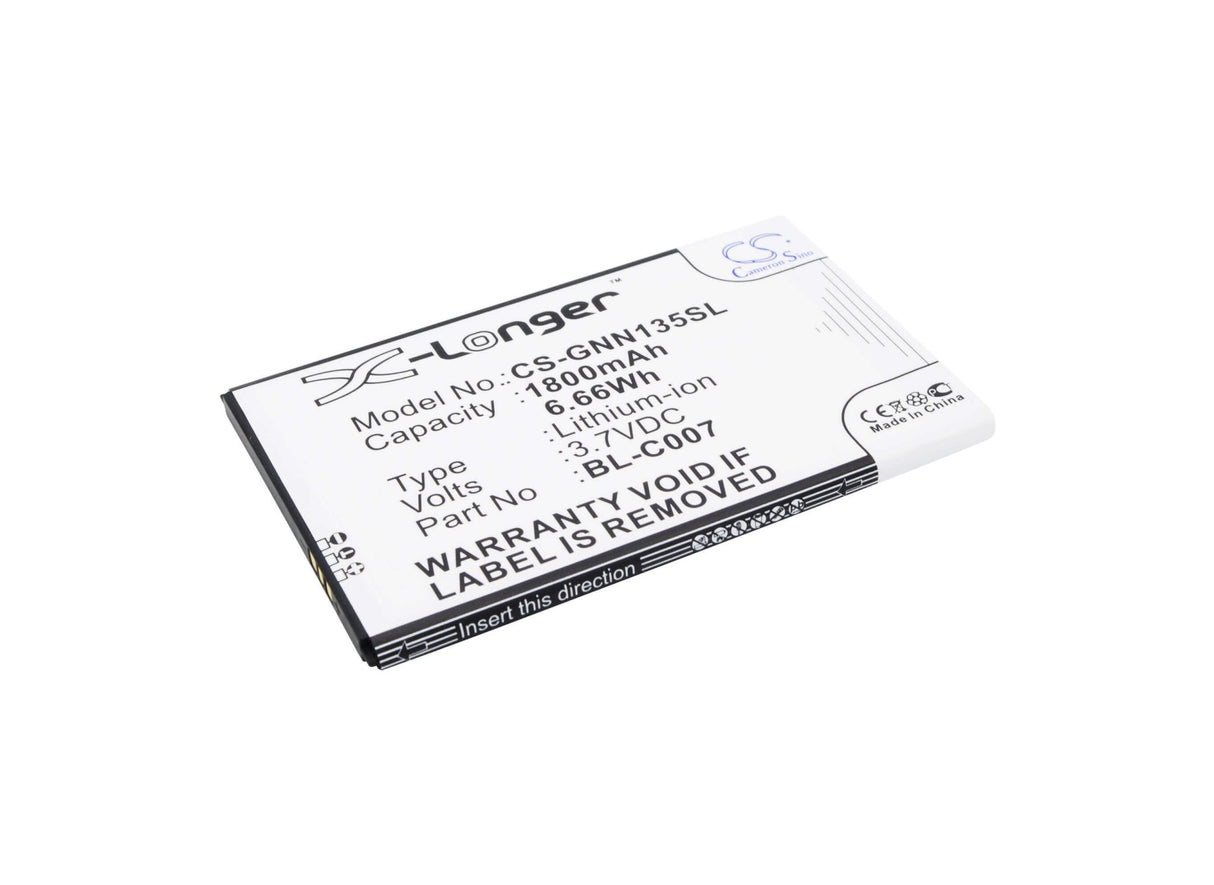 CS
Cameron Sino
X-Longer™
Model No : CS-GNN135SL
Capacity : 1800mAh
6.66Wh
Type : Lithium-ion
Volts : 3.7VDC
Part No : BL-C007
WARRANTY VOID IF
LABEL IS REMOVED
CE
Made in China
Insert this direction